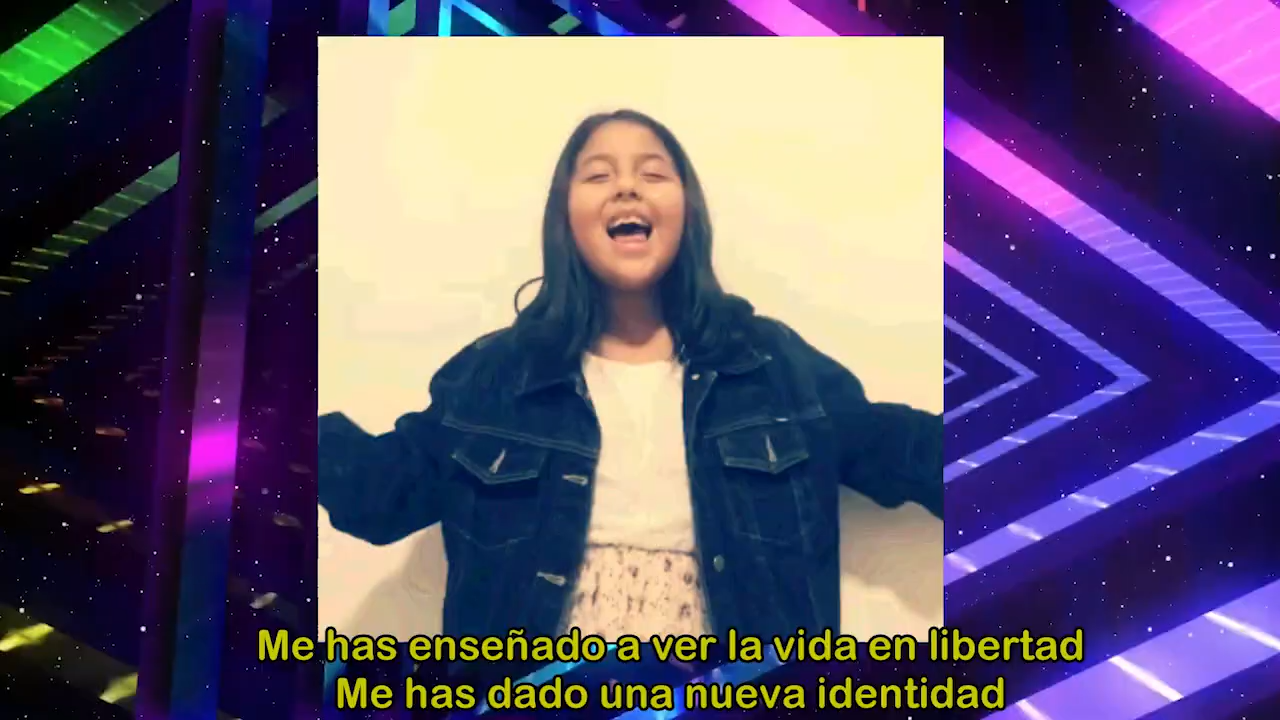 Me has enseñado a ver la vida en libertad
Me has dado una nueva identidad